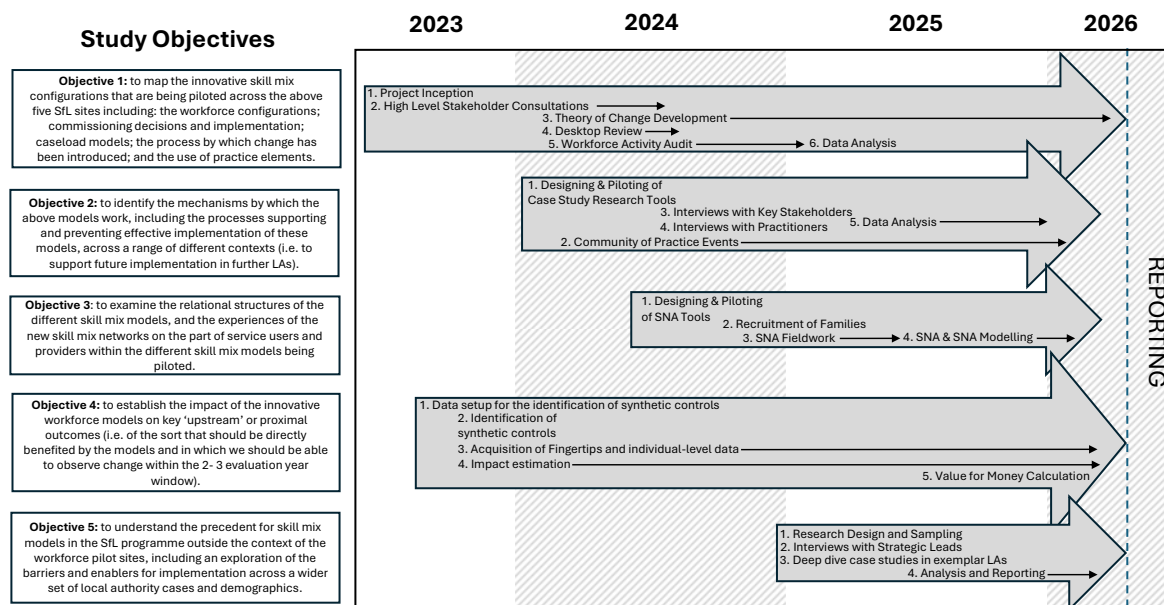 2023
2024
2025
2026
Study Objectives
Objective 1: to map the innovative skill mix
configurations that are being piloted across the above
five SfL sites including: the workforce configurations;
commissioning decisions and implementation;
caseload models; the process by which change has
been introduced; and the use of practice elements.
1. Project Inception
2. High Level Stakeholder Consultations
3. Theory of Change Development
4. Desktop Review
5. Workforce Activity Audit
6. Data Analysis
Objective 2: to identify the mechanisms by which the
above models work, including the processes supporting
and preventing effective implementation of these
models, across a range of different contexts (i.e. to
support future implementation in further LAs).
1. Designing & Piloting of
Case Study Research Tools
3. Interviews with Key Stakeholders
4. Interviews with Practitioners
5. Data Analysis
2. Community of Practice Events
Objective 3: to examine the relational structures of the
different skill mix models, and the experiences of the
new skill mix networks on the part of service users and
providers within the different skill mix models being
piloted.
1. Designing & Piloting
of SNA Tools
2. Recruitment of Families
3. SNA Fieldwork
4. SNA & SNA Modelling
Objective 4: to establish the impact of the innovative
workforce models on key ‘upstream’ or proximal
outcomes (i.e. of the sort that should be directly
benefited by the models and in which we should be able
to observe change within the 2- 3 evaluation year
window).
1. Data setup for the identification of synthetic controls
2. Identification of
synthetic controls
3. Acquisition of Fingertips and individual-level data
4. Impact estimation
5. Value for Money Calculation
Objective 5: to understand the precedent for skill mix
models in the SfL programme outside the context of the
workforce pilot sites, including an exploration of the
barriers and enablers for implementation across a wider
set of local authority cases and demographics.
1. Research Design and Sampling
2. Interviews with Strategic Leads
3. Deep dive case studies in exemplar LAs
4. Analysis and Reporting
REPORTING